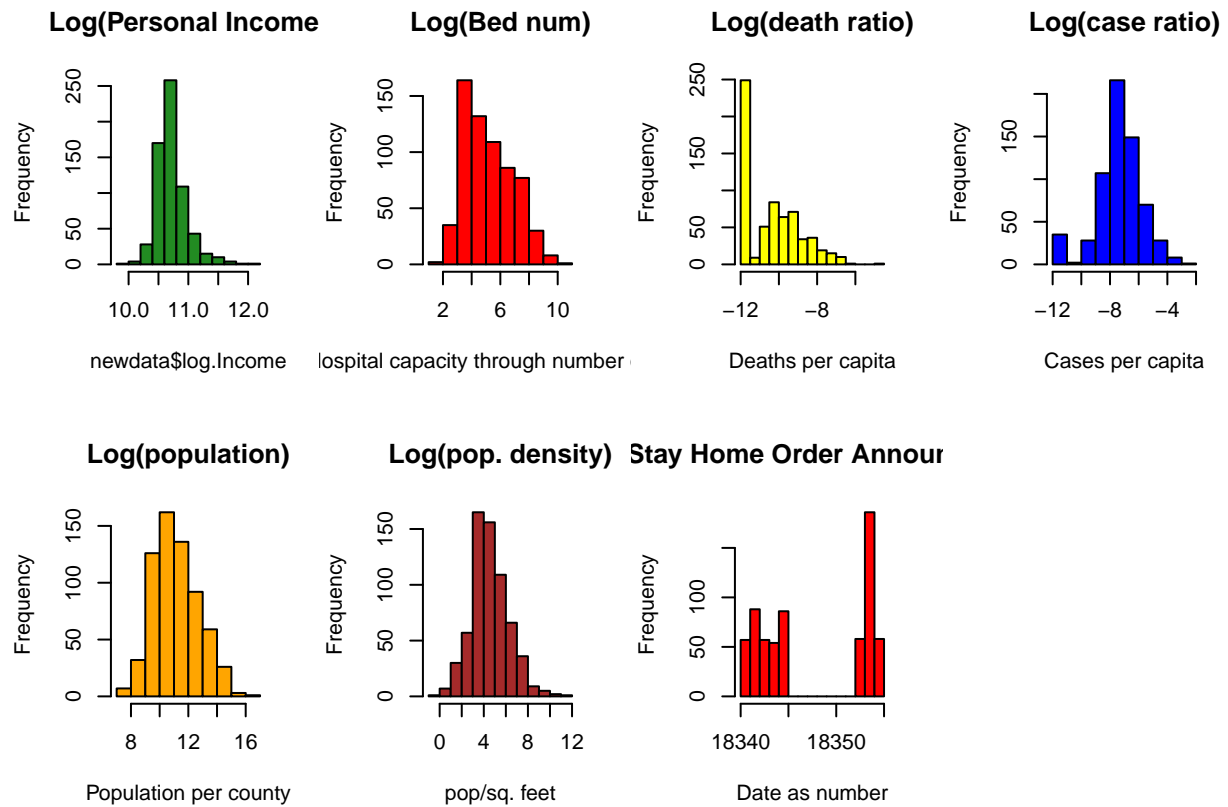 Log(Personal Income
Frequency
0
50
150
250
10.0
11.0
12.0
newdata$log.Income
Log(Bed num)
Frequency
0
50
100
150
2
6
10
ospital capacity through number
Log(death ratio)
Frequency
0
50
150
250
−12
−8
Deaths per capita
Log(case ratio)
Frequency
0
50
150
−12
−8
−4
Cases per capita
Log(population)
Frequency
0
50
100
150
8
12
16
Population per county
Log(pop. density)
Frequency
0
50
100
150
0
4
8
12
pop/sq. feet
Stay Home Order Annour
Frequency
0
50
100
18340
18350
Date as number